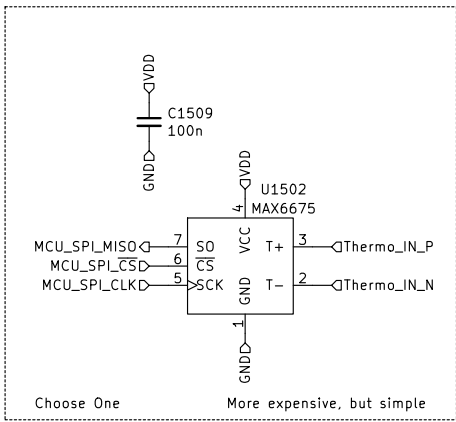 VDD
C1509
100n
GND
VDD
U1502
MAX6675
4
MCU_SPI_MISO 7 SO VCC T+ 3 Thermo_IN_P
MCU_SPI_CS 6 CS
MCU_SPI_CLK 5 SCK GND T- 2 Thermo_IN_N
1
GND
Choose One More expensive, but simple